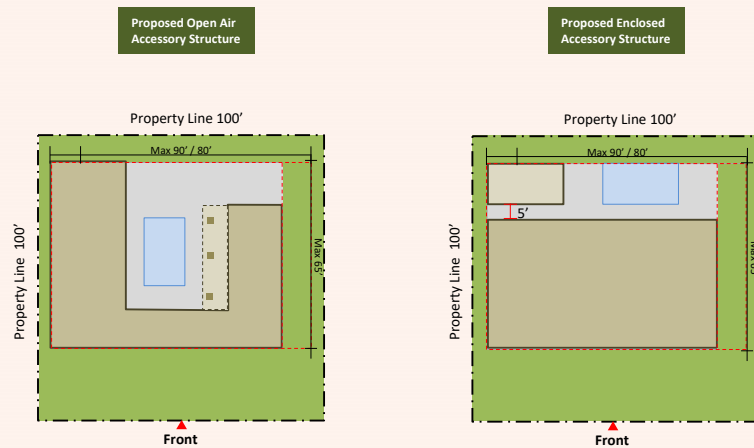 Proposed Open Air
Accessory Structure
Property Line 100’
Max 90’ / 80’
Property Line 100’
Max 65’
Front
Proposed Enclosed
Accessory Structure
Property Line 100’
Max 90’ / 80’
5’
Property Line 100’
Front